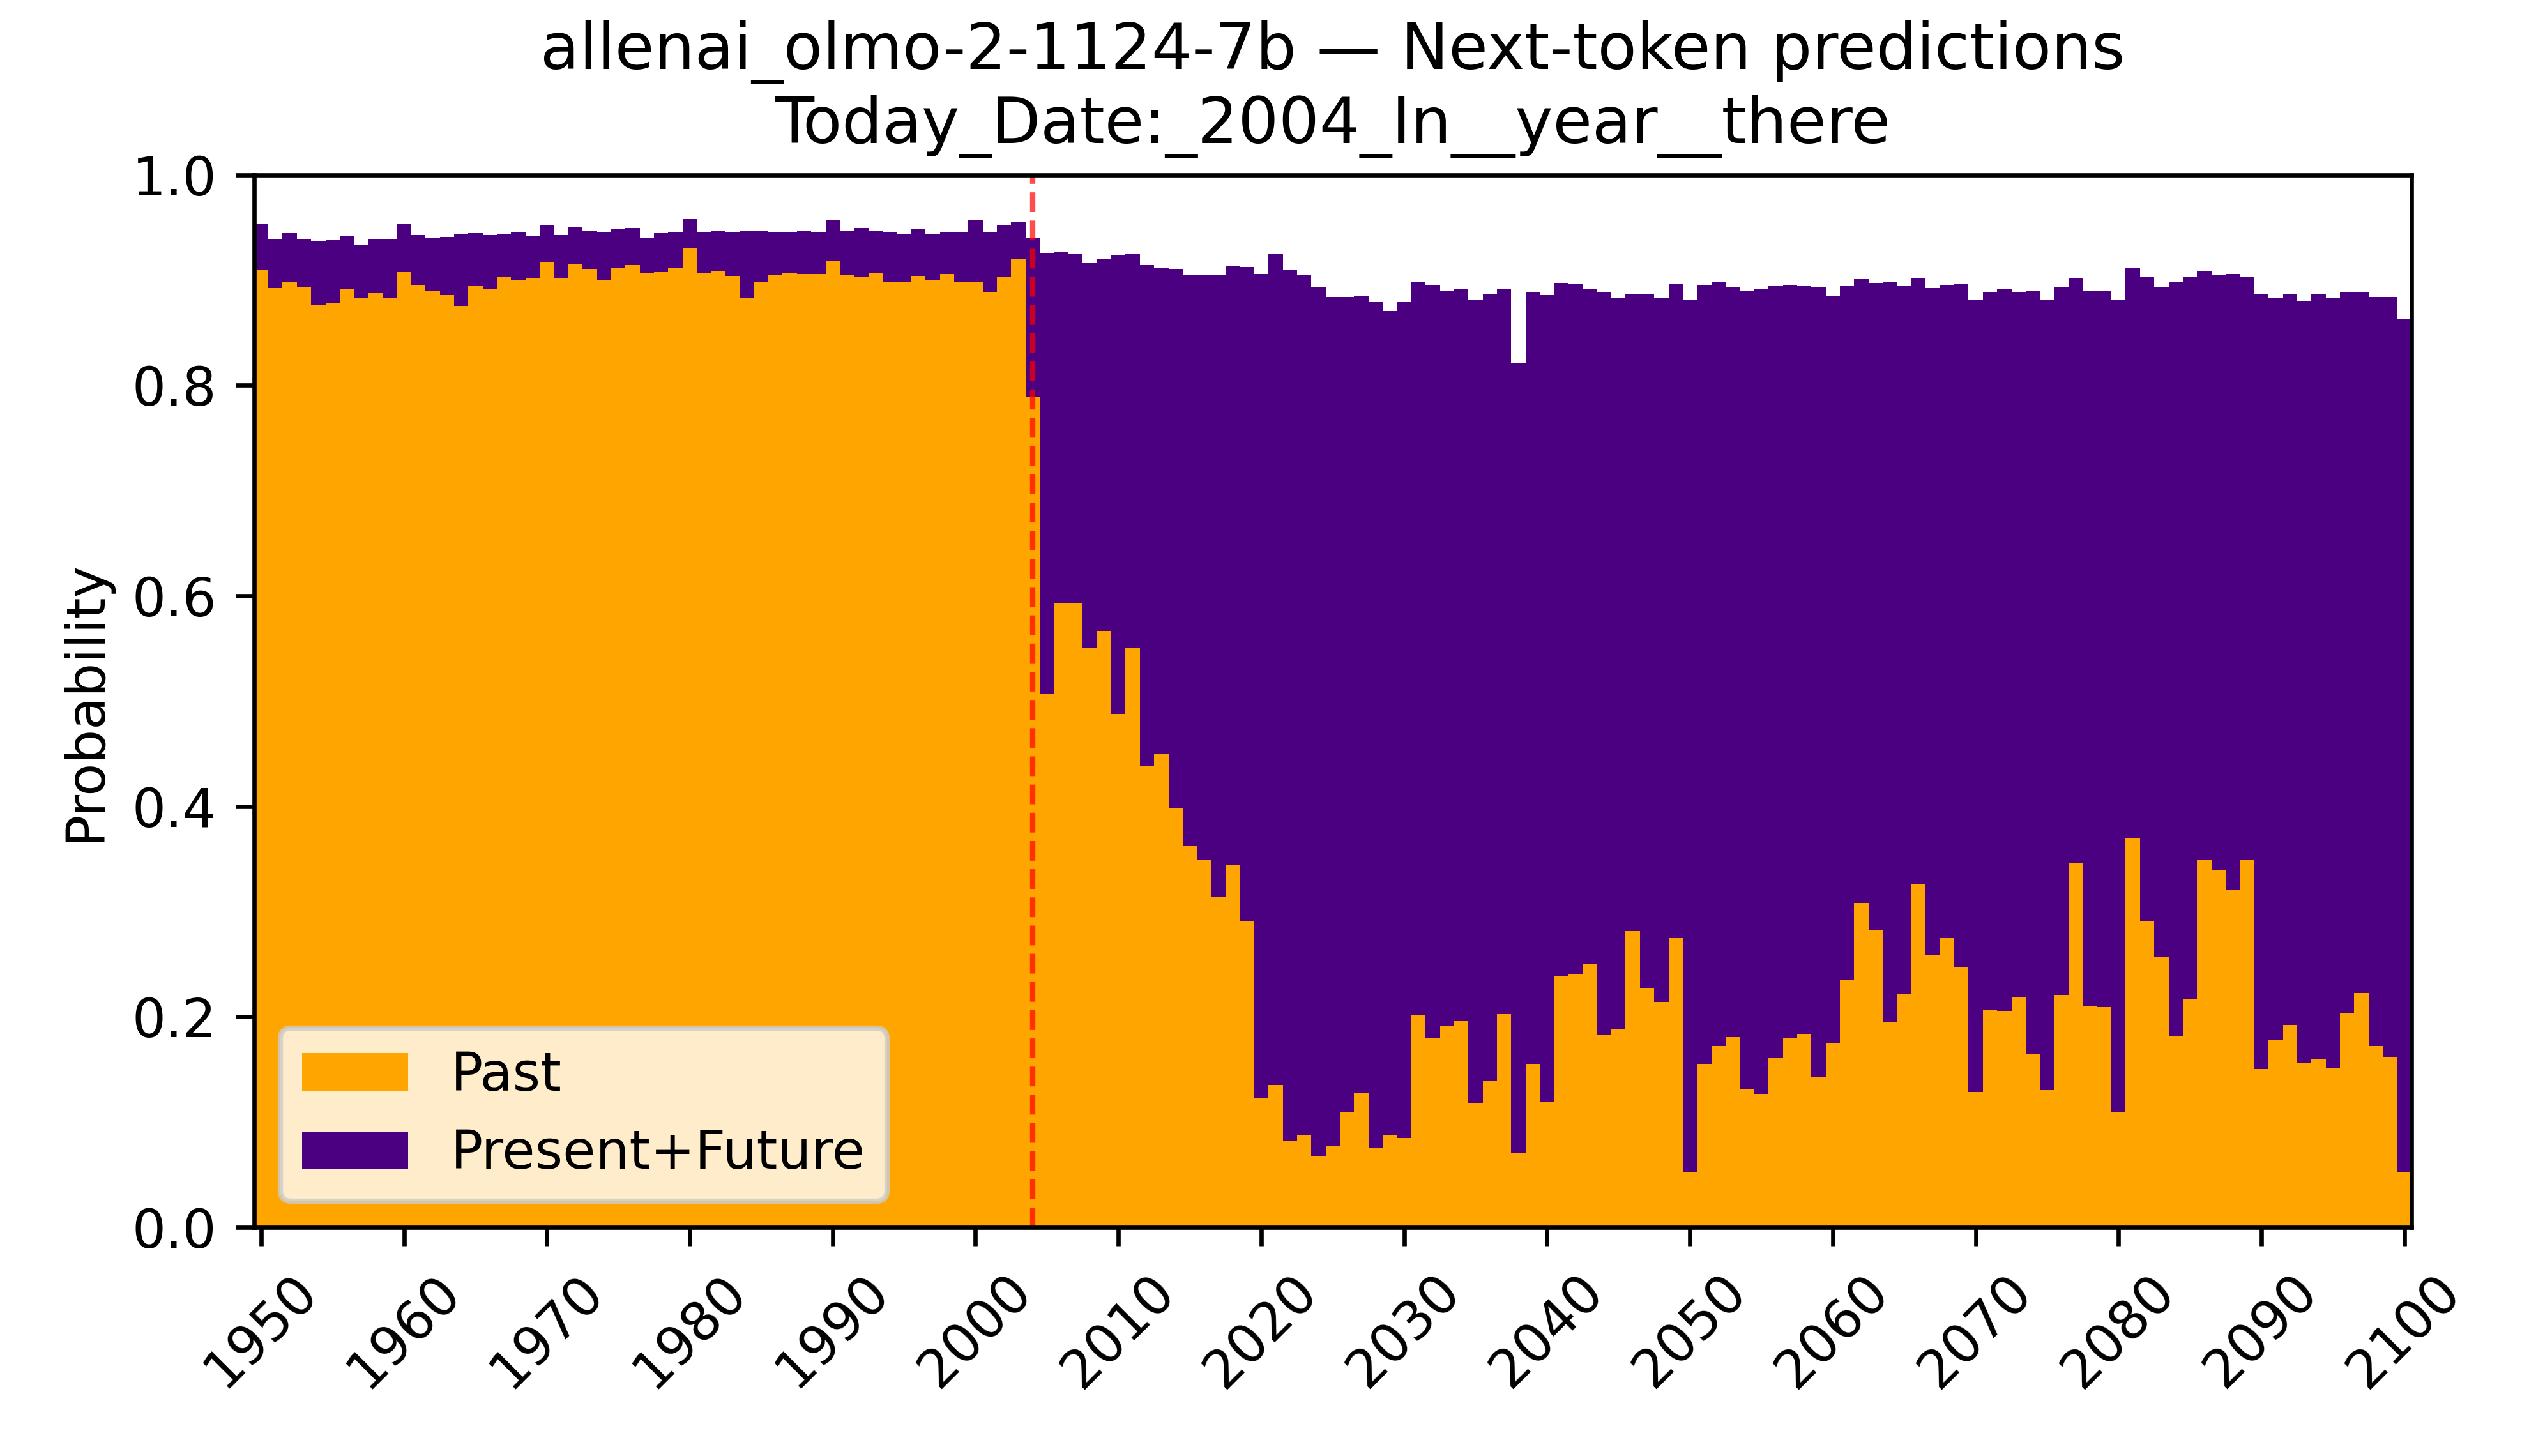 allenai_olmo-2-1124-7b — Next-token predictions
Today_Date:_2004_In__year__there
1.0
0.8
0.6
0.4
0.2
0.0
Probability
Past
Present+Future
1950 1960 1970 1980 1990 2000 2010 2020 2030 2040 2050 2060 2070 2080 2090 2100